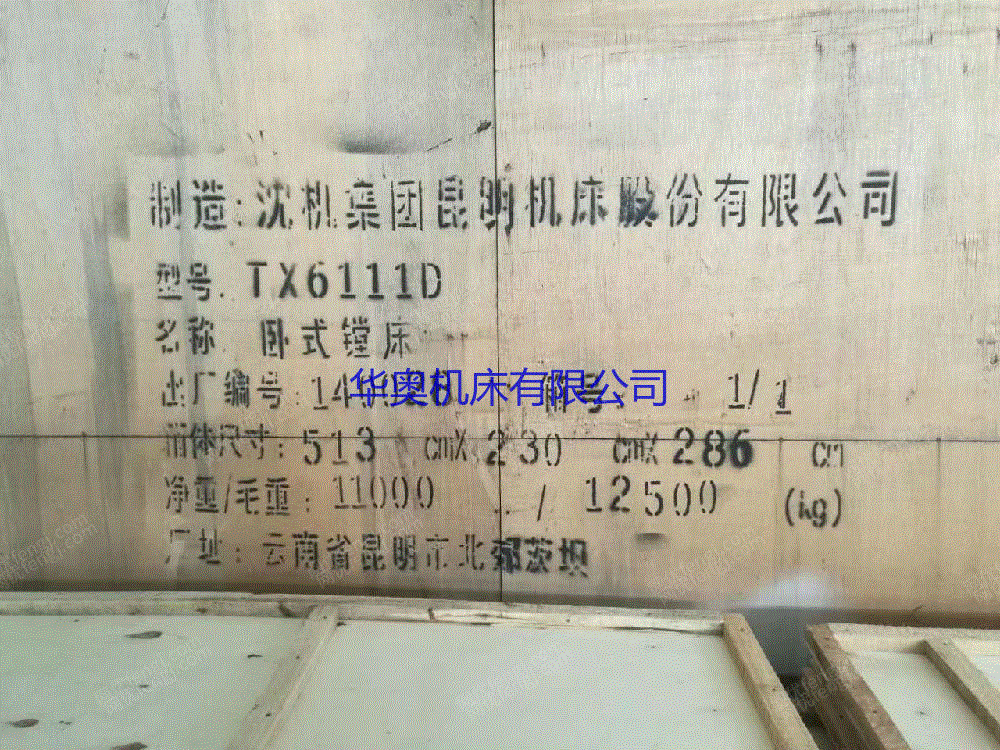 制造:沈机集团昆明机床股份有限公司
型号: TX6111D
名称 卧式镗床
出厂编号:
华奥机床有限公司
箱号: 1/1
箱体尺寸: 513 cmX 230 cmX 286 cm
净重/毛重: 11000 / 12500 (kg)
厂址:云南省昆明市北郊茨坝